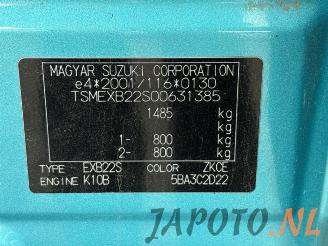 MAGYAR SUZUKI CORPORATION
e4*2001/116*0130
TSMEXB22S00631385
1485 kg
kg
1- 800 kg
2- 800 kg
TYPE EXB22S COLOR ZKCE
ENGINE K10B 5BA3C2D22
JAPOTO.NL